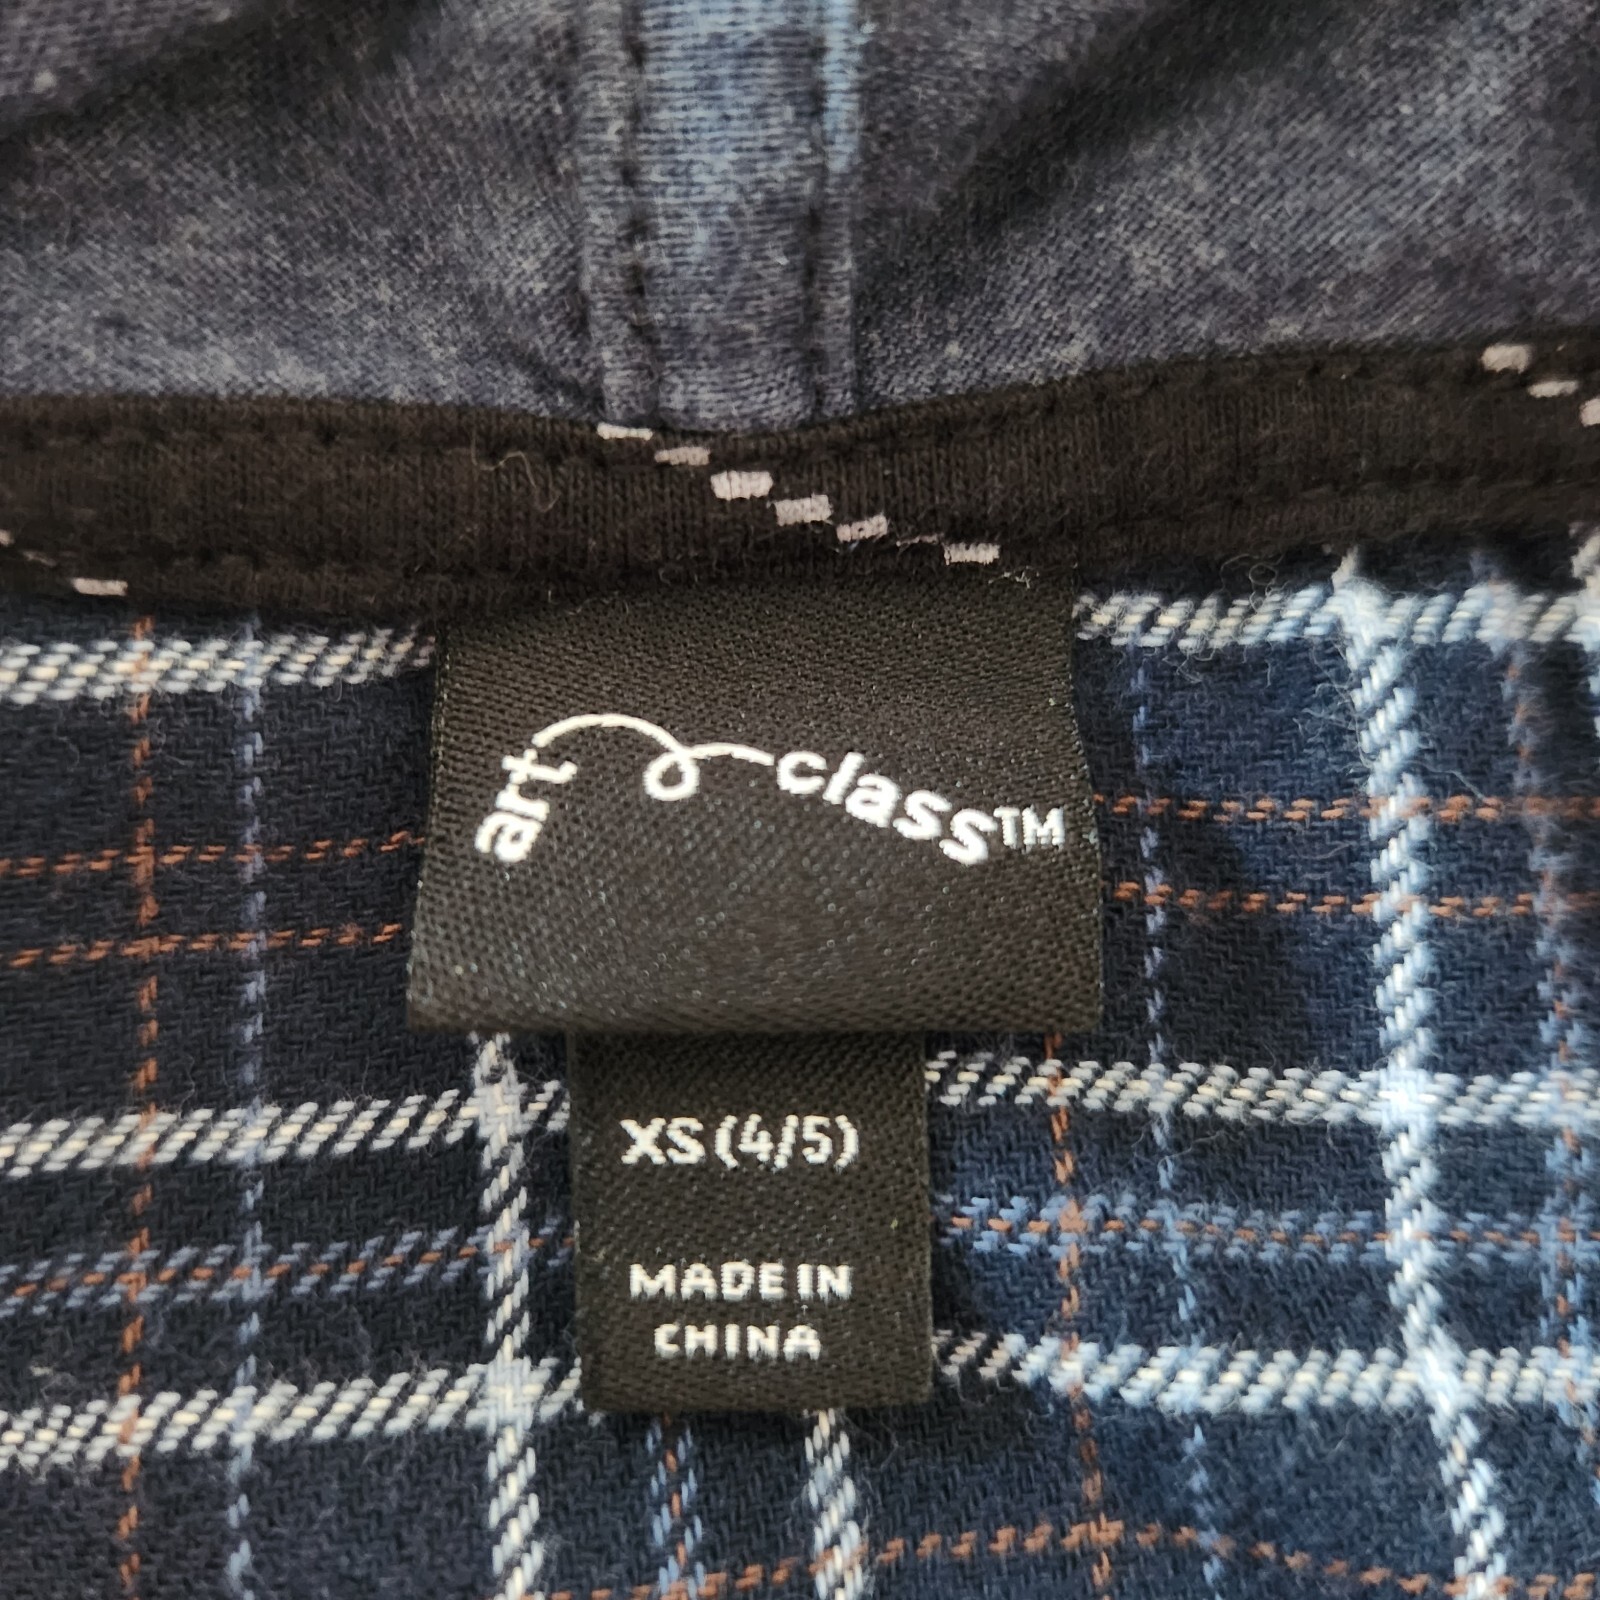 art class™
XS (4/5)
MADE IN
CHINA